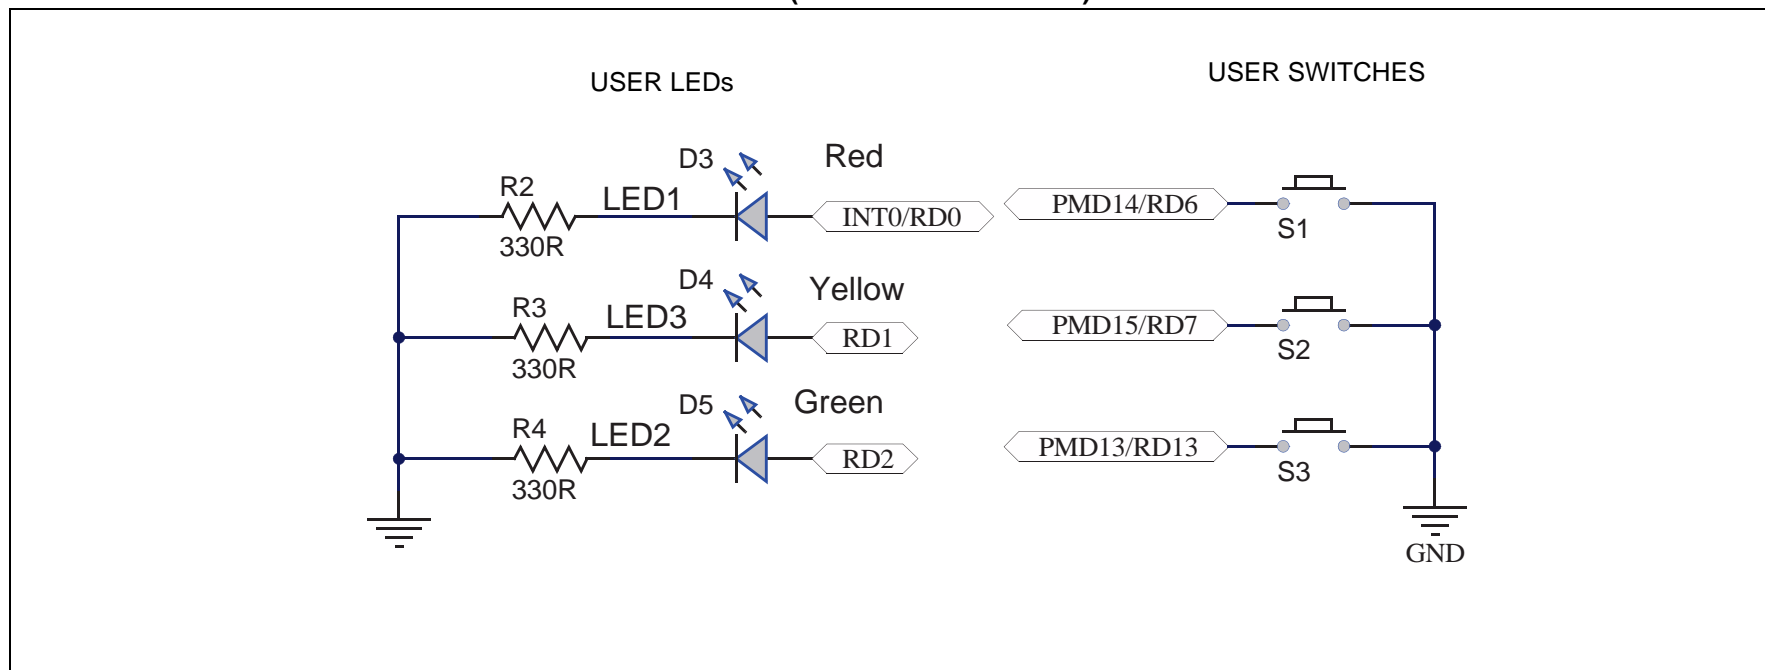 USER LEDs
R2
330R
LED1
D3
Red
INT0/RD0
R3
330R
LED3
D4
Yellow
RD1
R4
330R
LED2
D5
Green
RD2
USER SWITCHES
PMD14/RD6
S1
PMD15/RD7
S2
PMD13/RD13
S3
GND